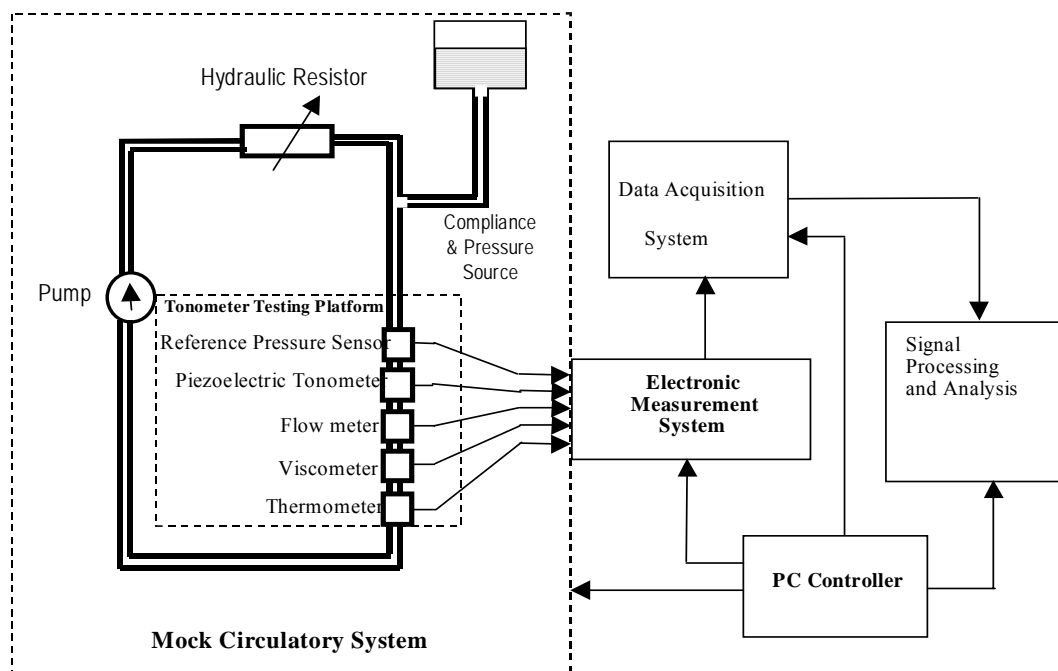 Hydraulic Resistor
Compliance
& Pressure
Source
Pump
Tonometer Testing Platform
Reference Pressure Sensor
Piezoelectric Tonometer
Flow meter
Viscometer
Thermometer
Mock Circulatory System
Data Acquisition
System
Electronic
Measurement
System
Signal
Processing
and Analysis
PC Controller